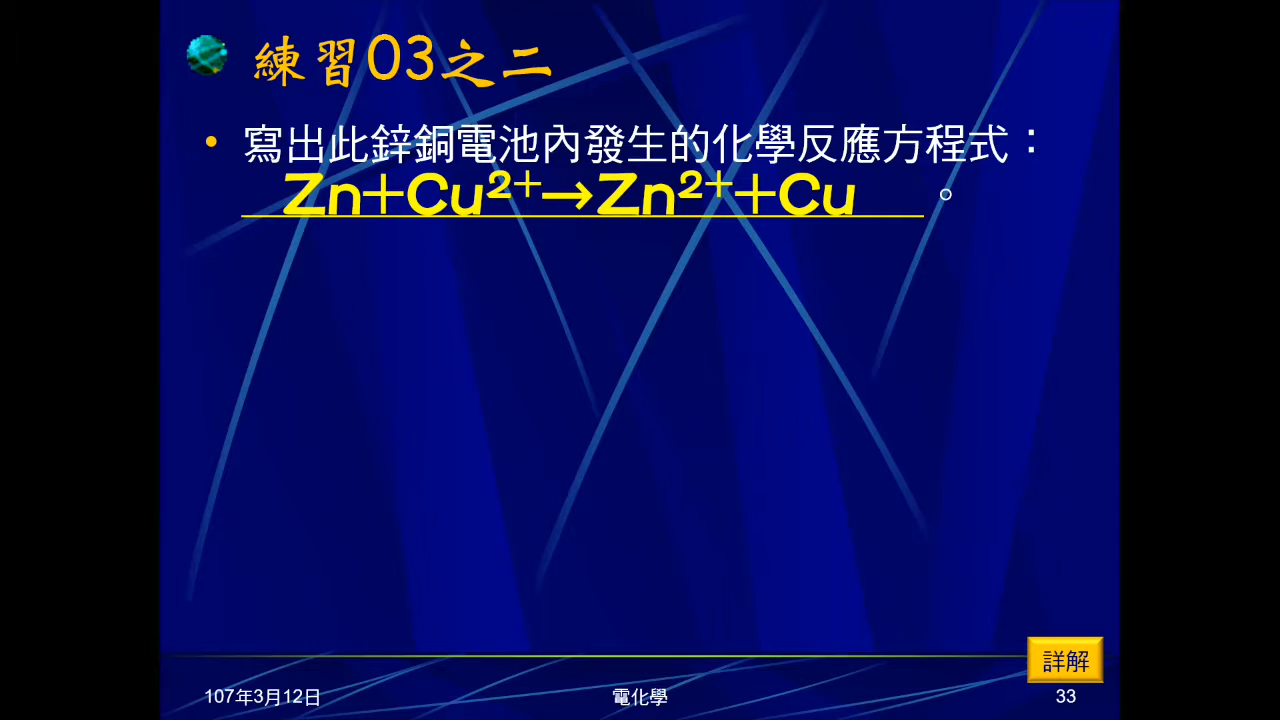 練習03之二
• 寫出此鋅銅電池內發生的化學反應方程式：
Zn+Cu²⁺→Zn²⁺+Cu。
詳解
107年3月12日
電化學
33